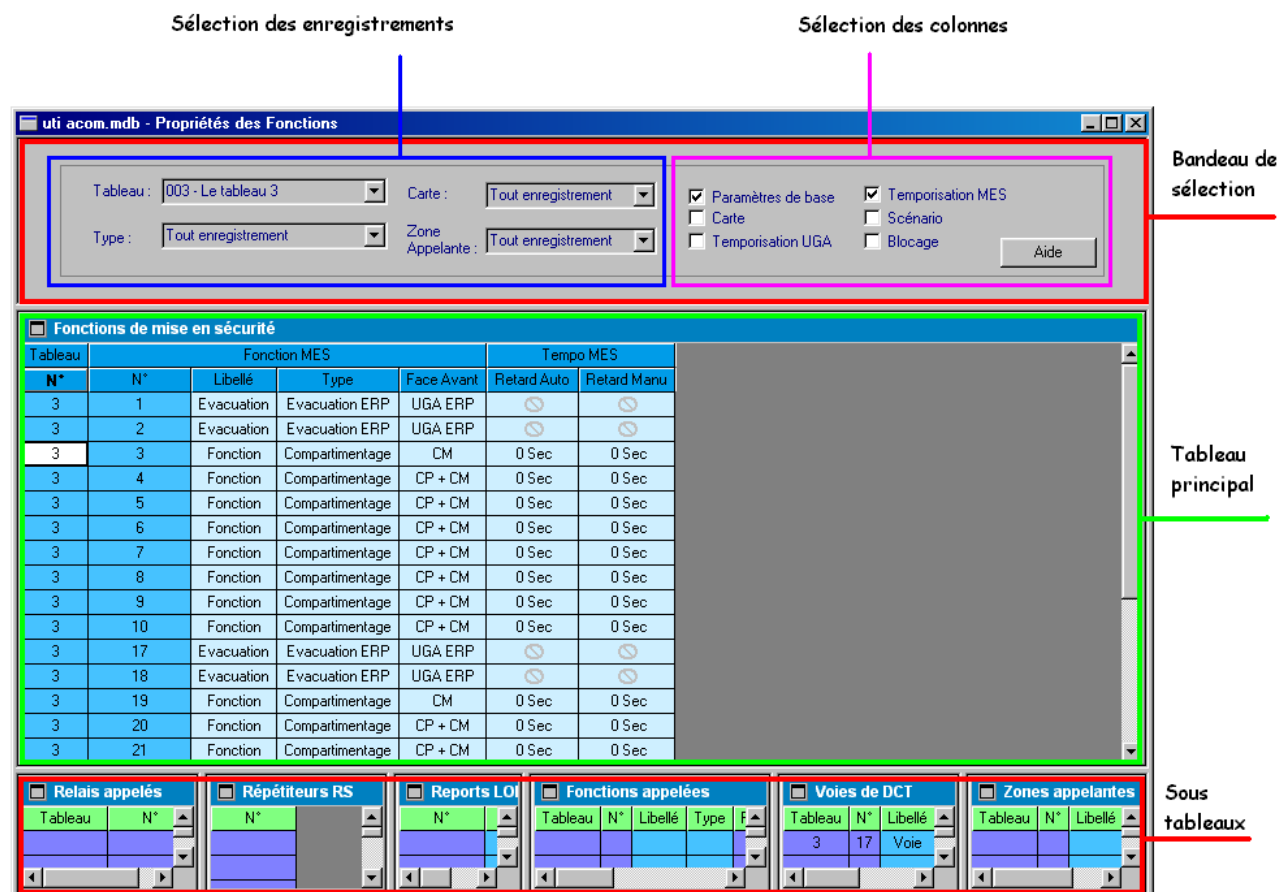 Sélection des enregistrements
Sélection des colonnes
uti acom.mdb - Propriétés des Fonctions
Bandeau de
sélection
Tableau : 003 - Le tableau 3
Carte : Tout enregistrement
Type : Tout enregistrement
Zone
Appelante : Tout enregistrement
Paramètres de base
Temporisation MES
Carte
Scénario
Temporisation UGA
Blocage
Aide
Fonctions de mise en sécurité
Tableau Fonction MES Tempo MES
N° N° Libellé Type Face Avant Retard Auto Retard Manu
3 1 Evacuation Evacuation ERP UGA ERP
3 2 Evacuation Evacuation ERP UGA ERP
3 3 Fonction Compartimentage CM 0 Sec 0 Sec
3 4 Fonction Compartimentage CP + CM 0 Sec 0 Sec
3 5 Fonction Compartimentage CP + CM 0 Sec 0 Sec
3 6 Fonction Compartimentage CP + CM 0 Sec 0 Sec
3 7 Fonction Compartimentage CP + CM 0 Sec 0 Sec
3 8 Fonction Compartimentage CP + CM 0 Sec 0 Sec
3 9 Fonction Compartimentage CP + CM 0 Sec 0 Sec
3 10 Fonction Compartimentage CP + CM 0 Sec 0 Sec
3 17 Evacuation Evacuation ERP UGA ERP
3 18 Evacuation Evacuation ERP UGA ERP
3 19 Fonction Compartimentage CM 0 Sec 0 Sec
3 20 Fonction Compartimentage CP + CM 0 Sec 0 Sec
3 21 Fonction Compartimentage CP + CM 0 Sec 0 Sec
Tableau
principal
Relais appelés
Tableau N°
Répétiteurs RS
N°
Reports
N°
Fonctions appelées
Tableau N° Libellé Type
Voies de DCT
Tableau N° Libellé
3 17 Voie
Zones appelantes
Tableau N° Libellé
Sous
tableaux